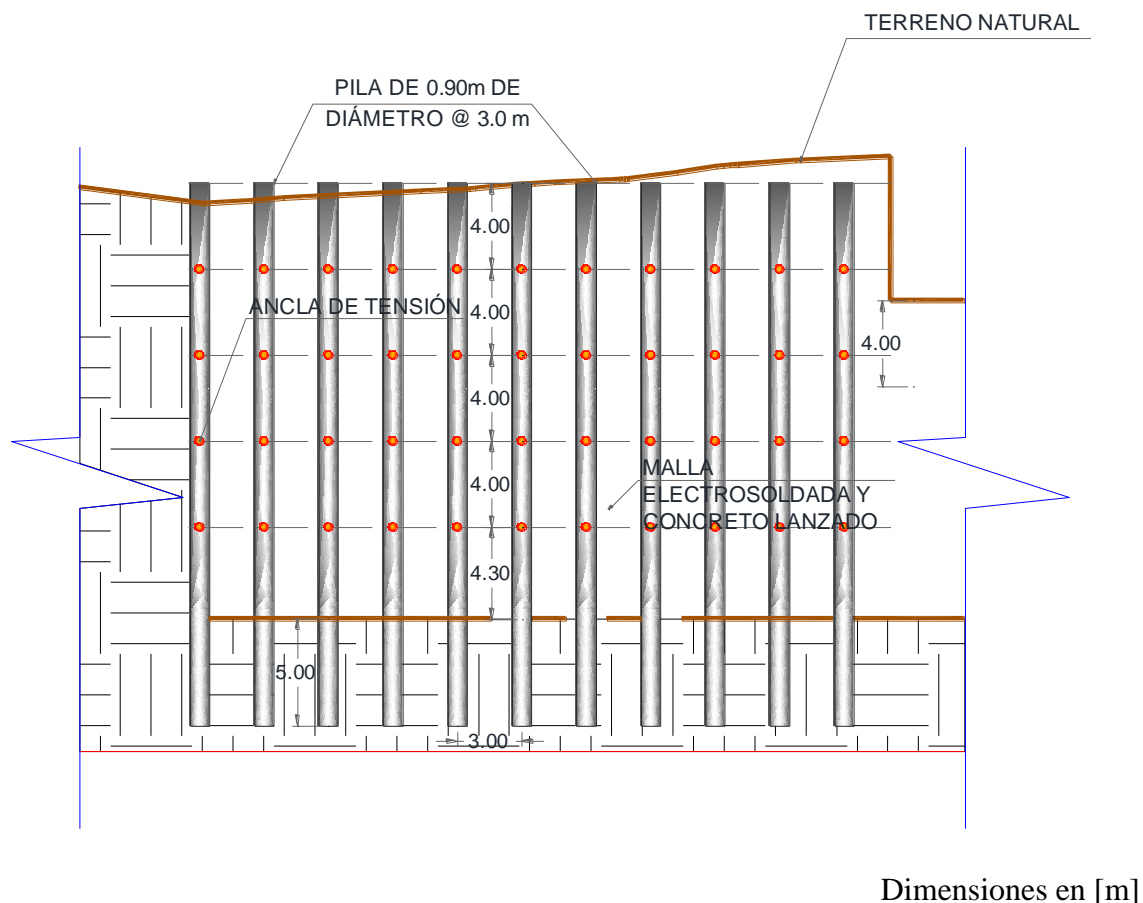 TERRENO NATURAL
PILA DE 0.90m DE
DIÁMETRO @ 3.0 m
4.00
ANCLA DE TENSIÓN
4.00
4.00
4.00
MALLA
ELECTROSOLDADA Y
CONCRETO LANZADO
4.00
4.30
5.00
3.00
Dimensiones en [m]